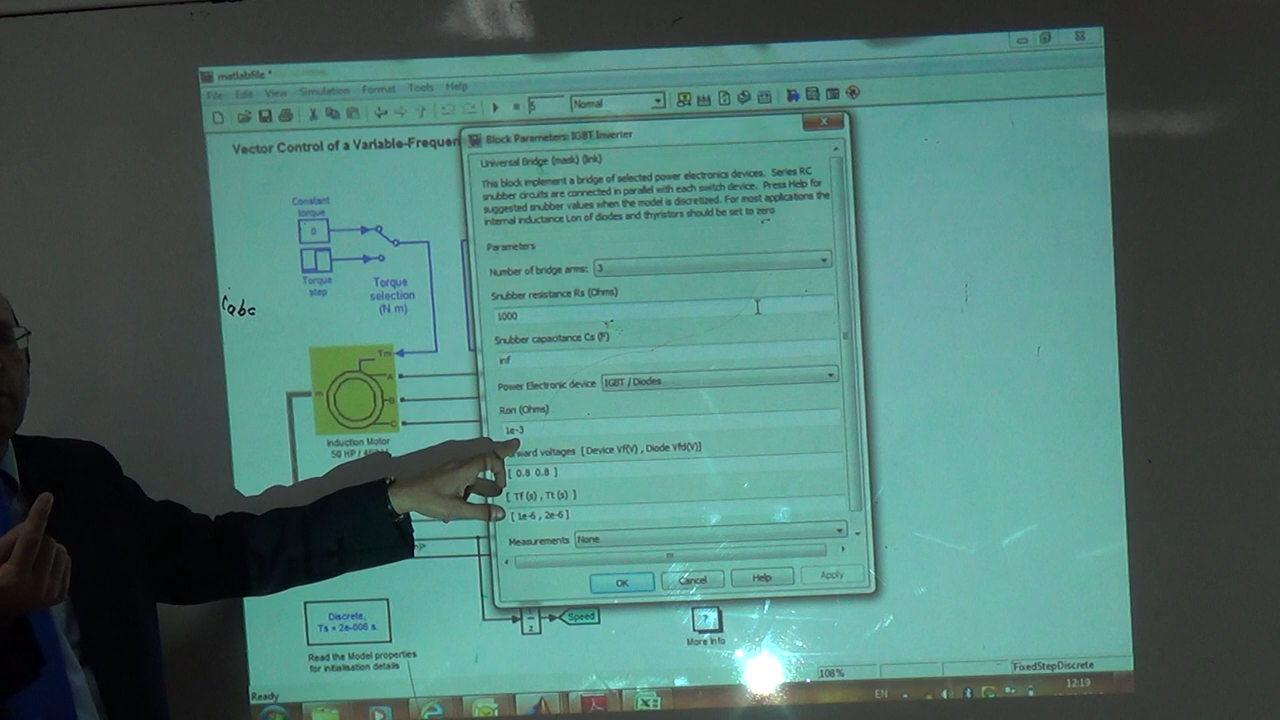 matlabfile *
File Edit View Simulation Format Tools Help
5 Normal
Vector Control of a Variable-Frequen
Block Parameters: IGBT Inverter
Universal Bridge (mask) (link)
This block implement a bridge of selected power electronics devices. Series RC
snubber circuits are connected in parallel with each switch device. Press Help for
suggested snubber values when the model is discretized. For most applications the
internal inductance Lon of diodes and thyristors should be set to zero
Parameters
Number of bridge arms: 3
Snubber resistance Rs (Ohms)
1000
Snubber capacitance Cs (F)
inf
Power Electronic device IGBT / Diodes
Ron (Ohms)
1e-3
ward voltages [ Device Vf(V) , Diode Vfd(V)]
[ 0.8 0.8 ]
[ Tf (s) , Tt (s) ]
[ 1e-6 , 2e-6 ]
Measurements None
OK Cancel Help Apply
Constant
torque
0
Torque
step
Torque
selection
(N.m)
iabc
Tm
m
A
B
C
Induction Motor
50 HP /
Discrete,
Ts = 2e-006 s.
Read the Model properties
for initialisation details
z
Speed
?
More Info
Ready
108%
FixedStepDiscrete
EN
12:19